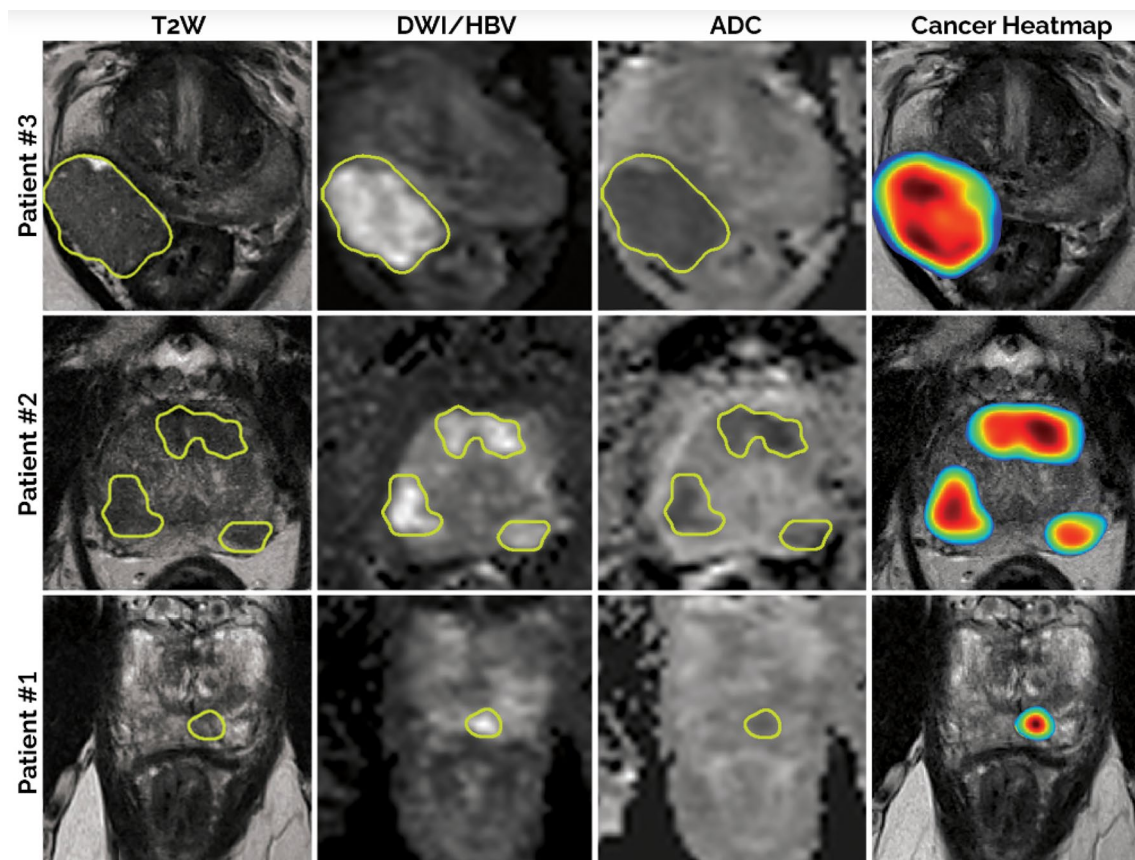 T2W DWI/HBV ADC Cancer Heatmap
Patient #3
Patient #2
Patient #1